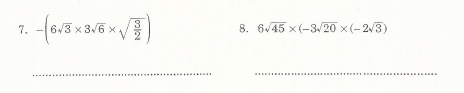 7. −(6√3 × 3√6 × √(3/2)) 8. 6√45 × (−3√20 × (−2√3)